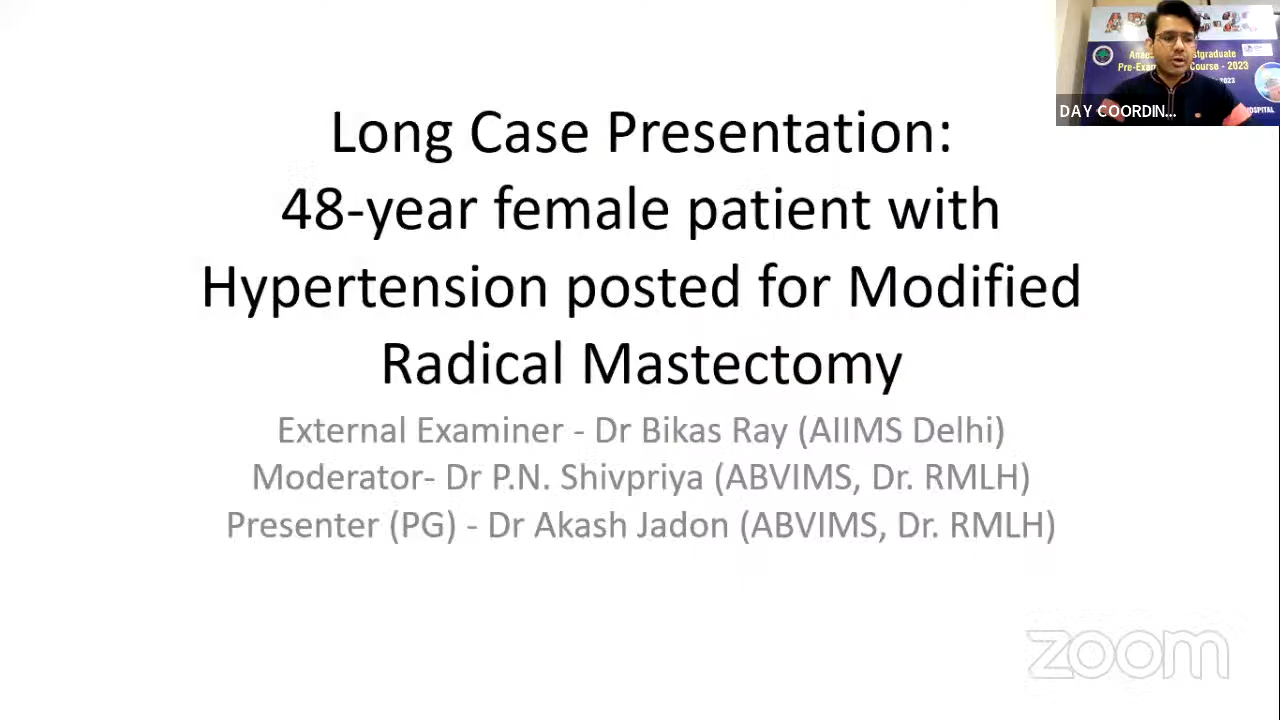 Long Case Presentation:
48-year female patient with
Hypertension posted for Modified
Radical Mastectomy
External Examiner - Dr Bikas Ray (AIIMS Delhi)
Moderator- Dr P.N. Shivpriya (ABVIMS, Dr. RMLH)
Presenter (PG) - Dr Akash Jadon (ABVIMS, Dr. RMLH)
DAY COORDIN...
Course - 2023
zoom